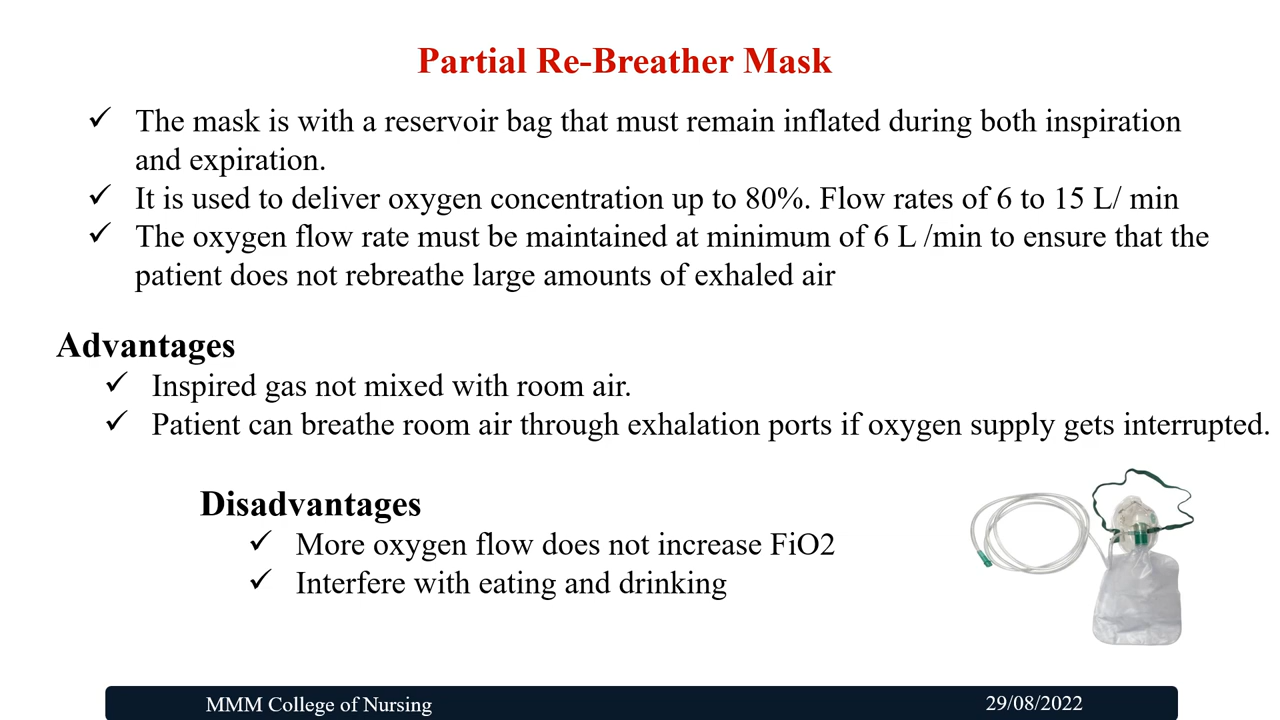 Partial Re-Breather Mask
✓ The mask is with a reservoir bag that must remain inflated during both inspiration
and expiration.
✓ It is used to deliver oxygen concentration up to 80%. Flow rates of 6 to 15 L/ min
✓ The oxygen flow rate must be maintained at minimum of 6 L /min to ensure that the
patient does not rebreathe large amounts of exhaled air
Advantages
✓ Inspired gas not mixed with room air.
✓ Patient can breathe room air through exhalation ports if oxygen supply gets interrupted.
Disadvantages
✓ More oxygen flow does not increase FiO2
✓ Interfere with eating and drinking
MMM College of Nursing
29/08/2022